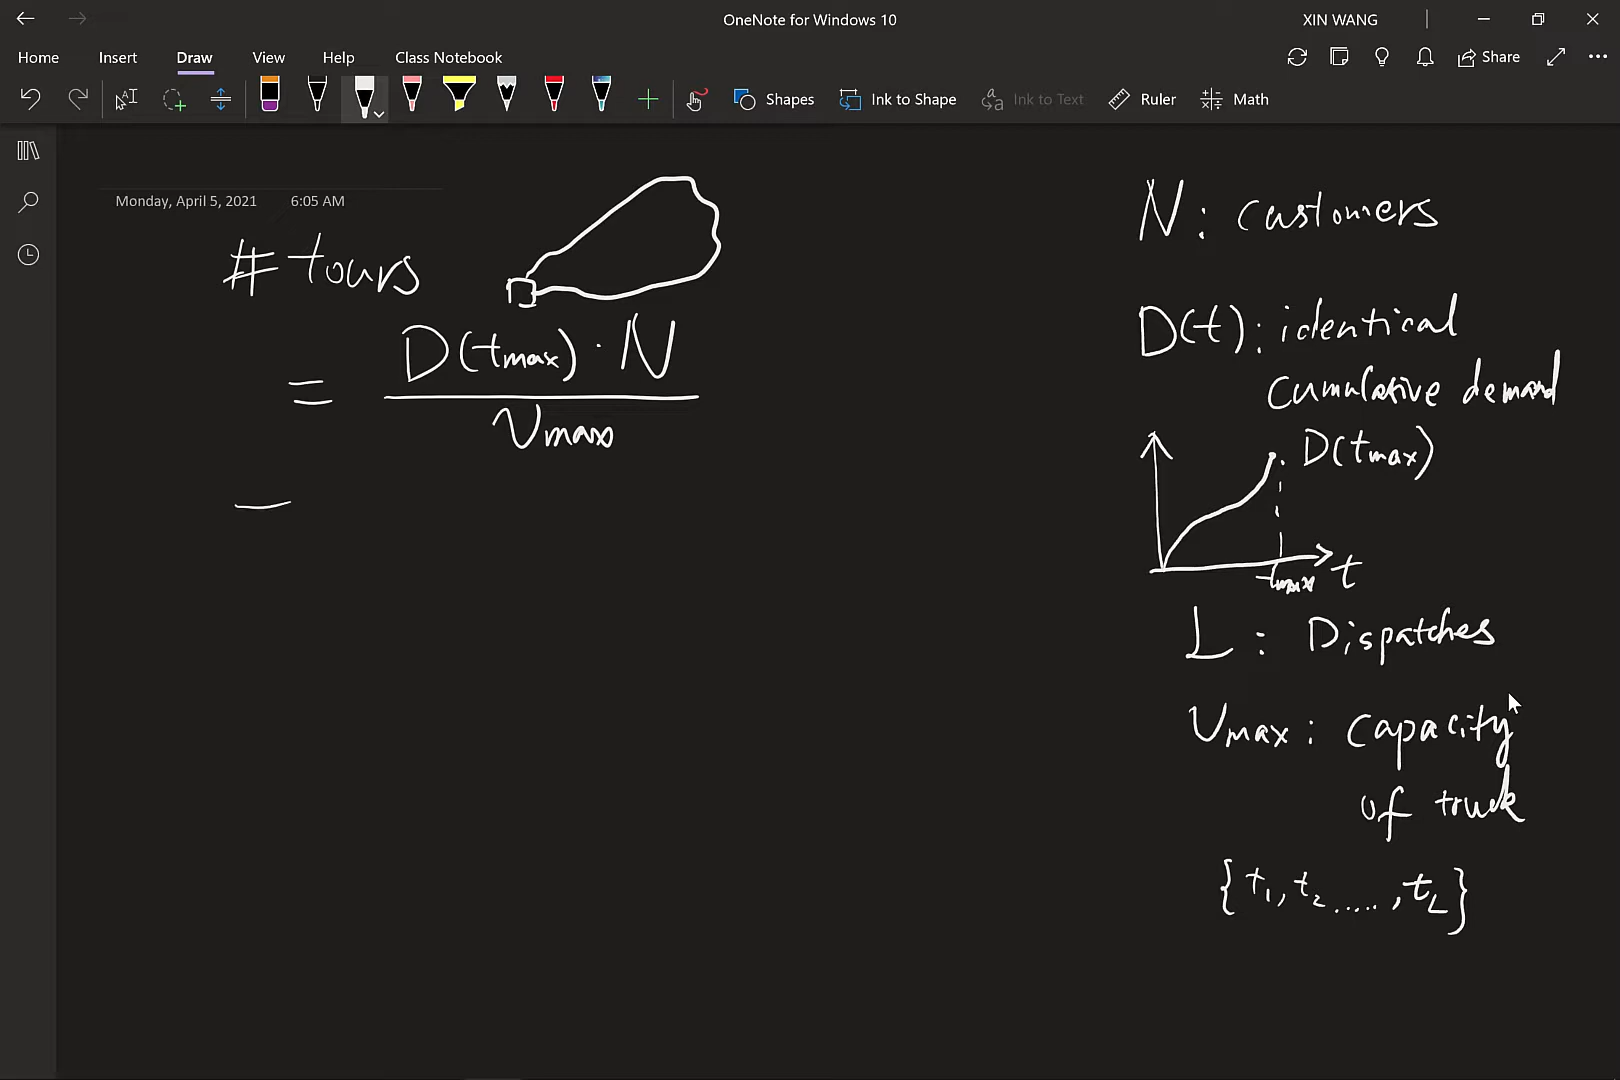 OneNote for Windows 10
XIN WANG
Home Insert Draw View Help Class Notebook
Share
Shapes Ink to Shape Ink to Text Ruler Math
Monday, April 5, 2021 6:05 AM
# tours
= D(tmax) · N
Vmax
N: customers
D(t): identical
cumulative demand
D(tmax)
tmax t
L: Dispatches
Vmax: capacity
of truck
{t1, t2 ....., tL}